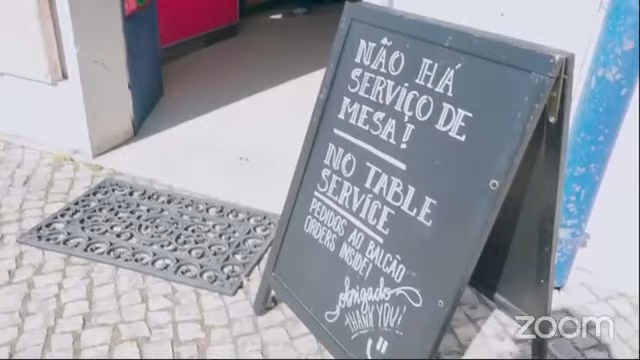 NÃO HÁ
SERVIÇO DE
MESA!
NO TABLE
SERVICE
PEDIDOS AO BALCÃO
ORDERS INSIDE!
obrigado
THANK YOU!
zoom